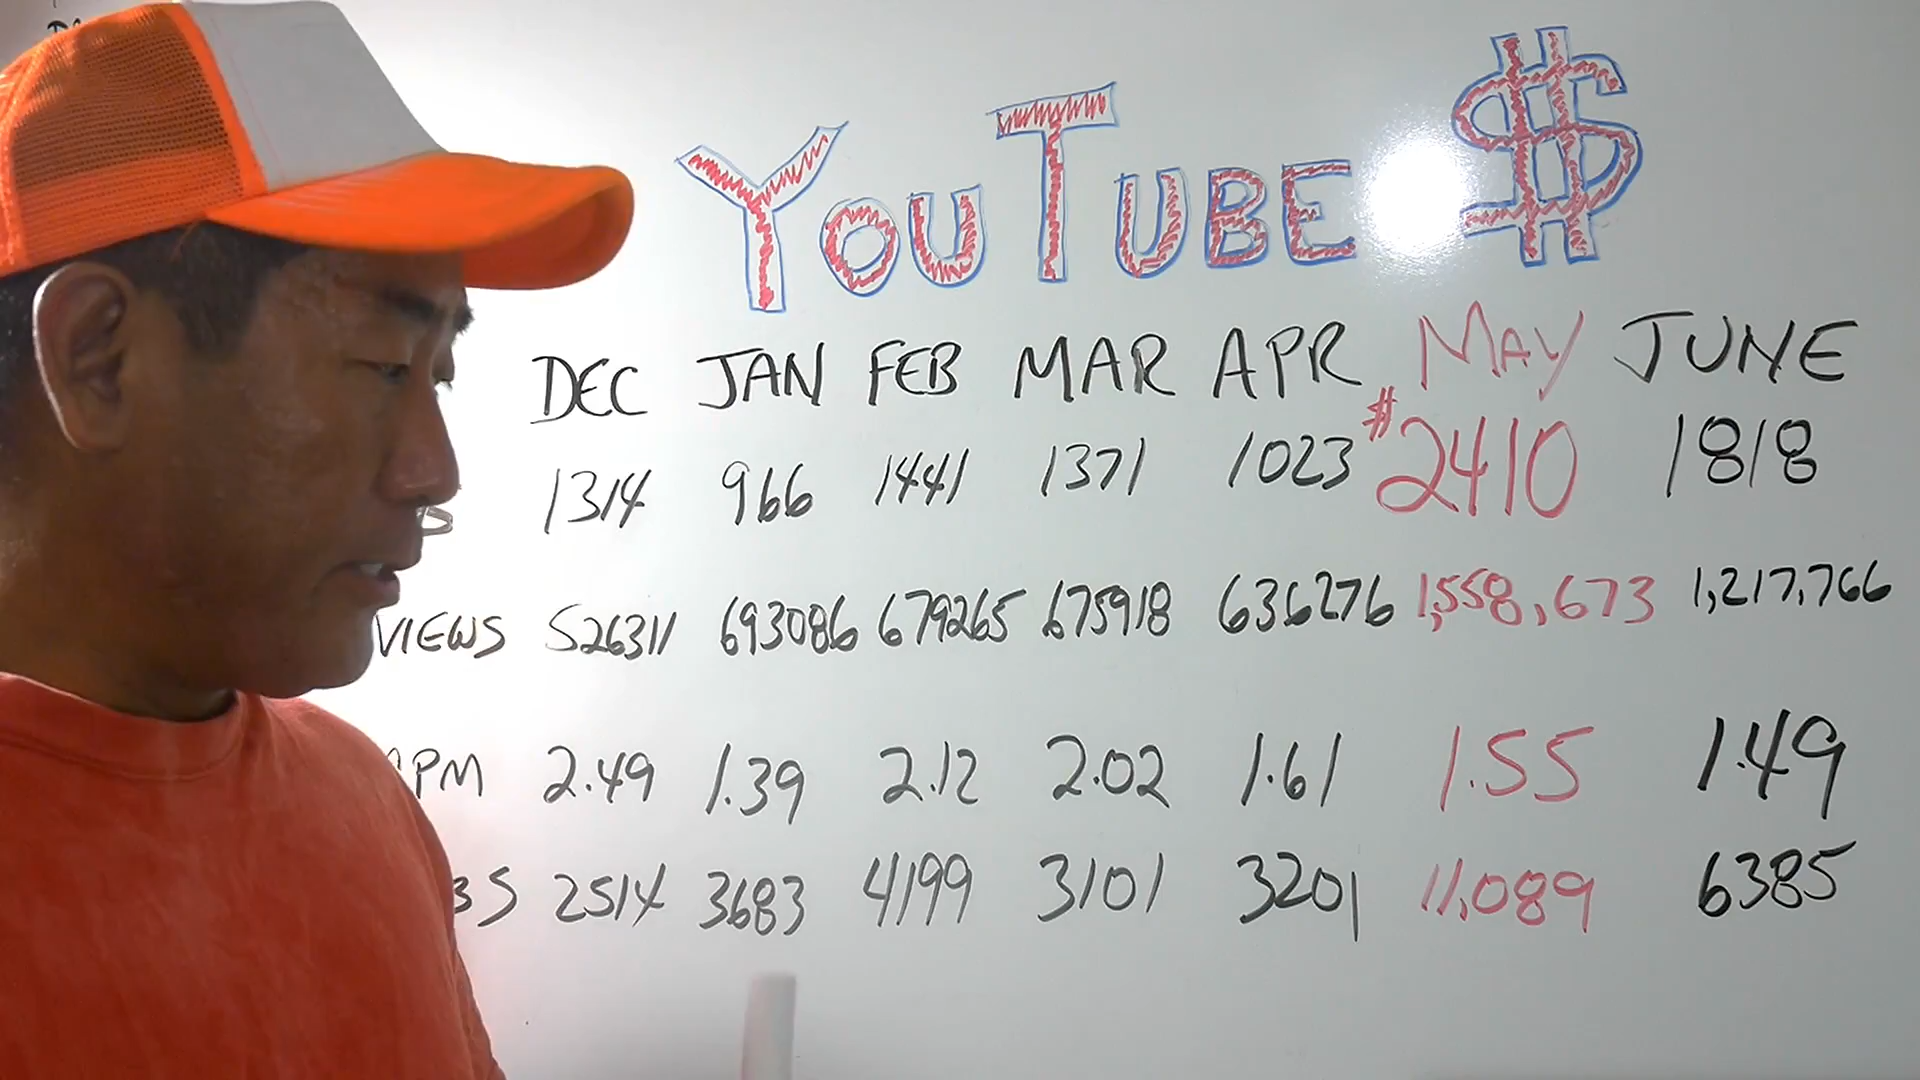 YOUTUBE $
DEC JAN FEB MAR APR MAY JUNE
1314 966 1441 1371 1023 #2410 1818
VIEWS 526311 693086 679265 675918 636276 1,558,673 1,217,766
PM 2.49 1.39 2.12 2.02 1.61 1.55 1.49
BS 2514 3683 4199 3101 3201 11,089 6385